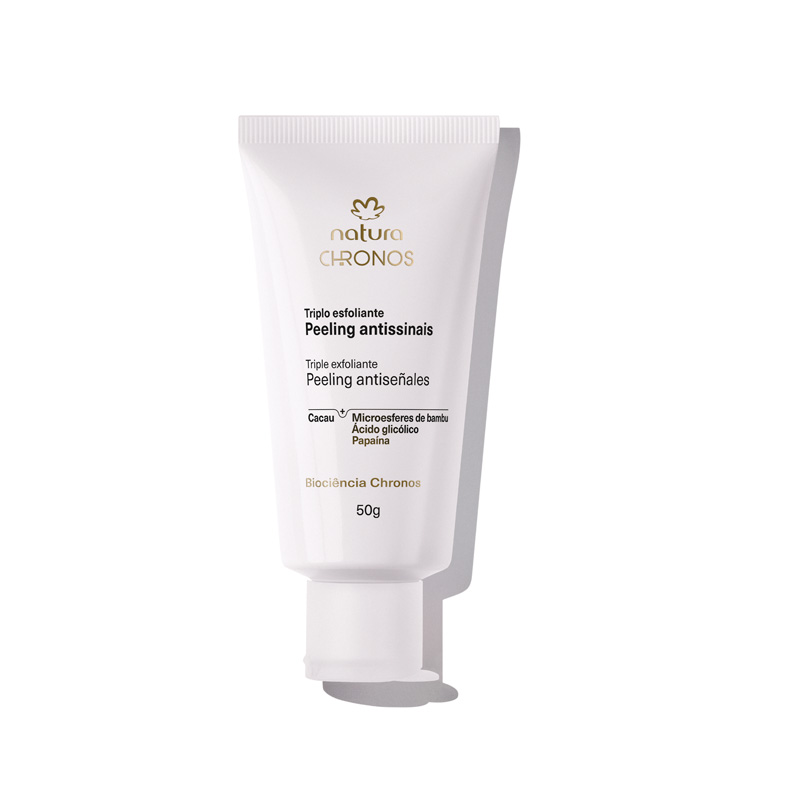 natura
CHRONOS
Triplo esfoliante
Peeling antissinais
Triple exfoliante
Peeling antiseñales
Cacau + Microesferes de bambu
Ácido glicólico
Papaína
Biociência Chronos
50g